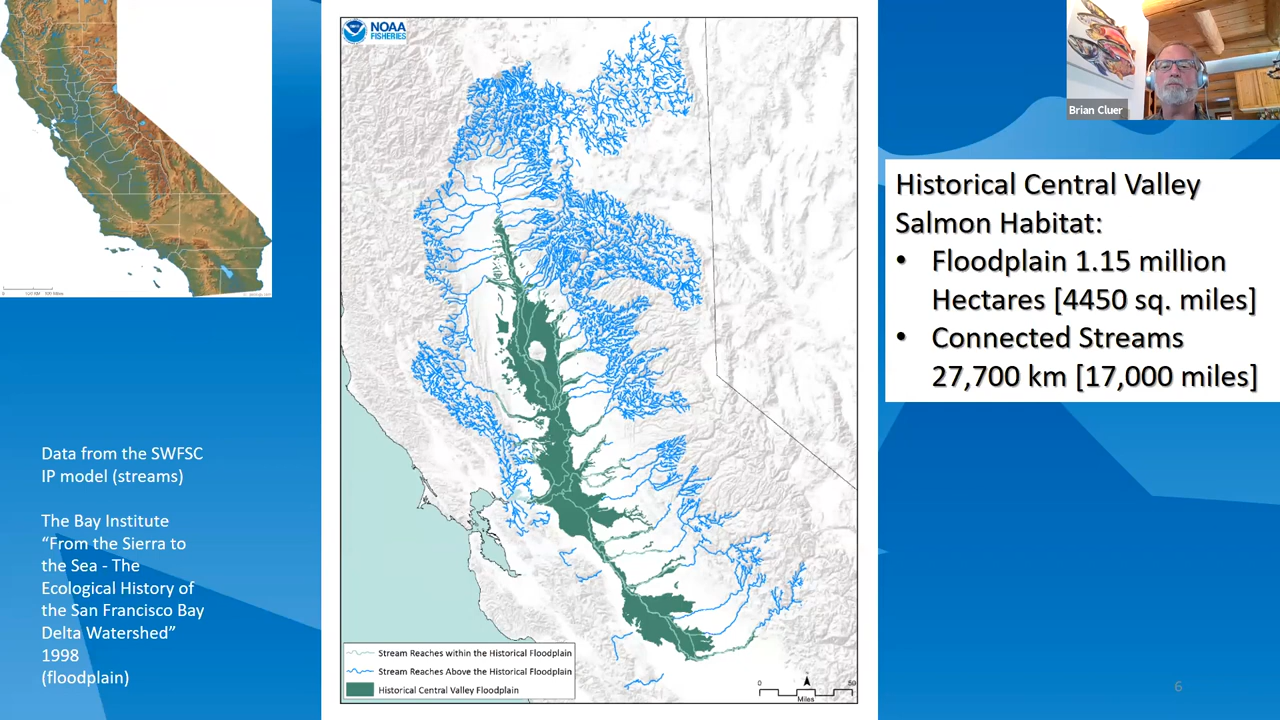 NOAA
FISHERIES
Brian Cluer
Historical Central Valley
Salmon Habitat:
• Floodplain 1.15 million
Hectares [4450 sq. miles]
• Connected Streams
27,700 km [17,000 miles]
Data from the SWFSC
IP model (streams)
The Bay Institute
“From the Sierra to
the Sea - The
Ecological History of
the San Francisco Bay
Delta Watershed”
1998
(floodplain)
Stream Reaches within the Historical Floodplain
Stream Reaches Above the Historical Floodplain
Historical Central Valley Floodplain
0 50
Miles
6